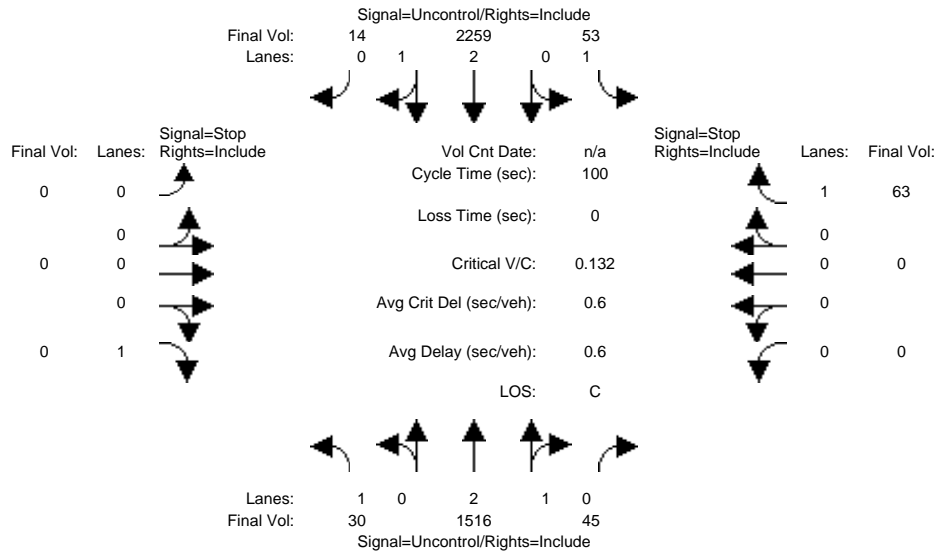 Signal=Uncontrol/Rights=Include
Final Vol: 14 2259 53
Lanes: 0 1 2 0 1
Signal=Stop
Final Vol: Lanes: Rights=Include
Vol Cnt Date: n/a
Signal=Stop
Rights=Include Lanes: Final Vol:
Cycle Time (sec): 100
0 0
1 63
Loss Time (sec): 0
0
0
0 0
Critical V/C: 0.132
0 0
0
Avg Crit Del (sec/veh): 0.6
0
0 1
Avg Delay (sec/veh): 0.6
0 0
LOS: C
Lanes: 1 0 2 1 0
Final Vol: 30 1516 45
Signal=Uncontrol/Rights=Include